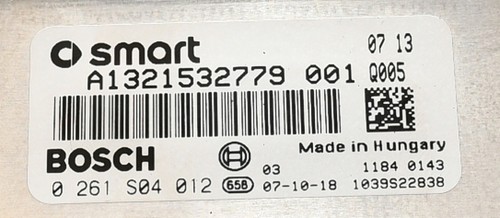 smart 07 13
A1321532779 001 Q005
BOSCH 03 Made in Hungary
1184 0143
0 261 S04 012 658 07-10-18 1039S22838